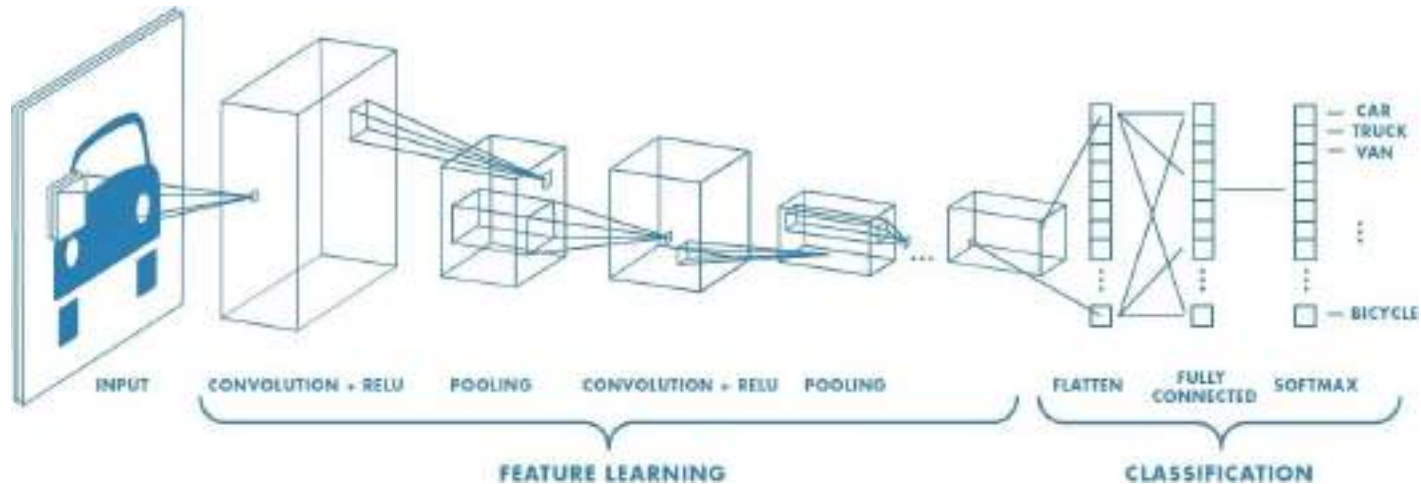 CAR
TRUCK
VAN
BICYCLE
INPUT
CONVOLUTION + RELU
POOLING
CONVOLUTION + RELU
POOLING
FLATTEN
FULLY
CONNECTED
SOFTMAX
FEATURE LEARNING
CLASSIFICATION